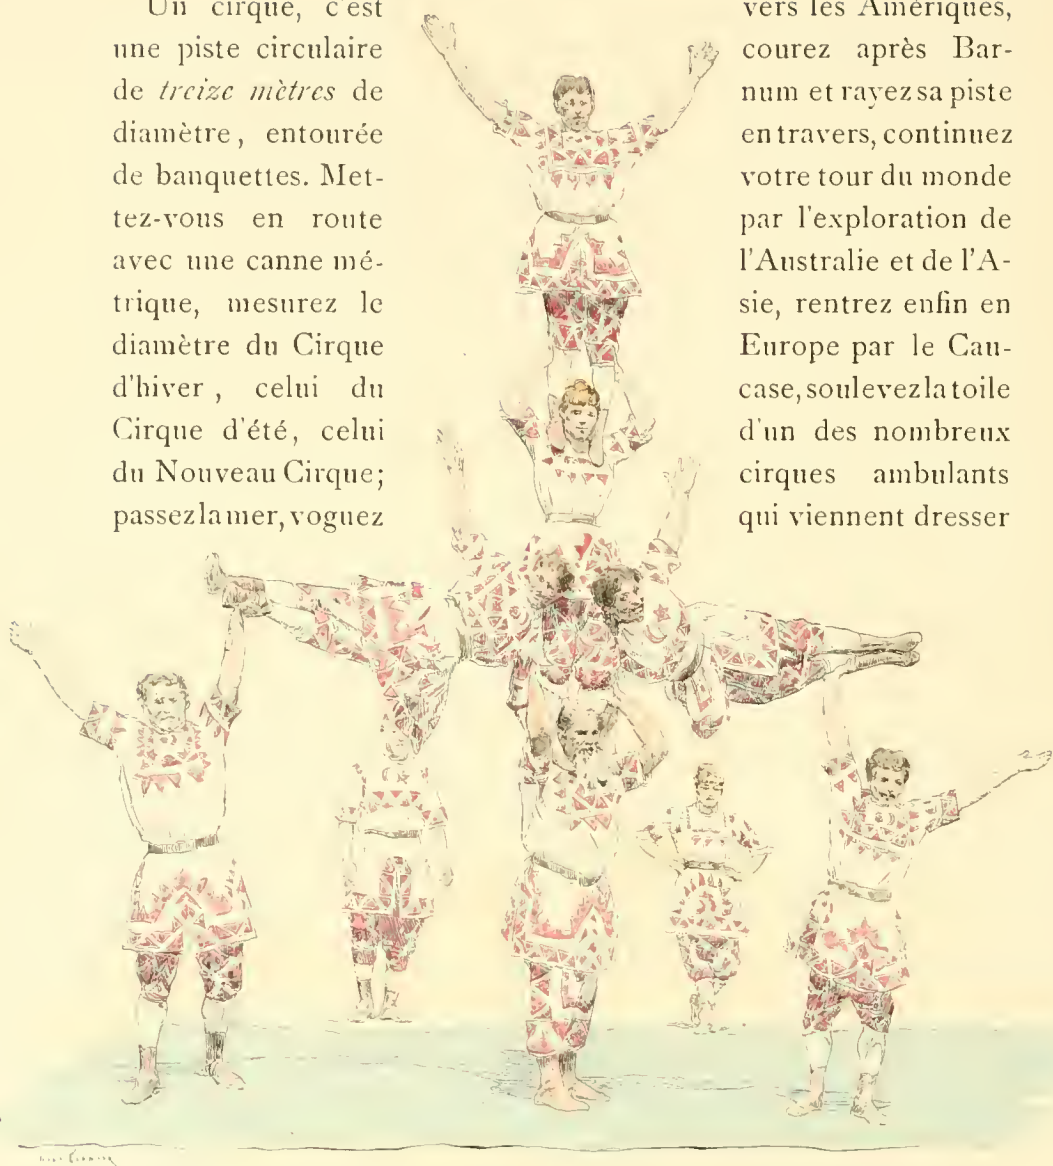 Un cirque, c'est
une piste circulaire
de treize mètres de
diamètre, entourée
de banquettes. Met-
tez-vous en route
avec une canne mé-
trique, mesurez le
diamètre du Cirque
d'hiver, celui du
Cirque d'été, celui
du Nouveau Cirque;
passez la mer, voguez
vers les Amériques,
courez après Bar-
num et rayez sa piste
en travers, continuez
votre tour du monde
par l'exploration de
l'Australie et de l'A-
sie, rentrez enfin en
Europe par le Cau-
case, soulevez la toile
d'un des nombreux
cirques ambulants
qui viennent dresser